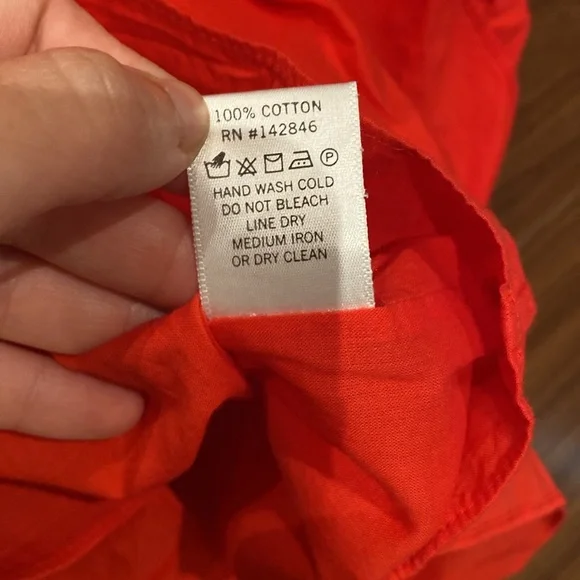 100% COTTON
RN #142846
P
HAND WASH COLD
DO NOT BLEACH
LINE DRY
MEDIUM IRON
OR DRY CLEAN